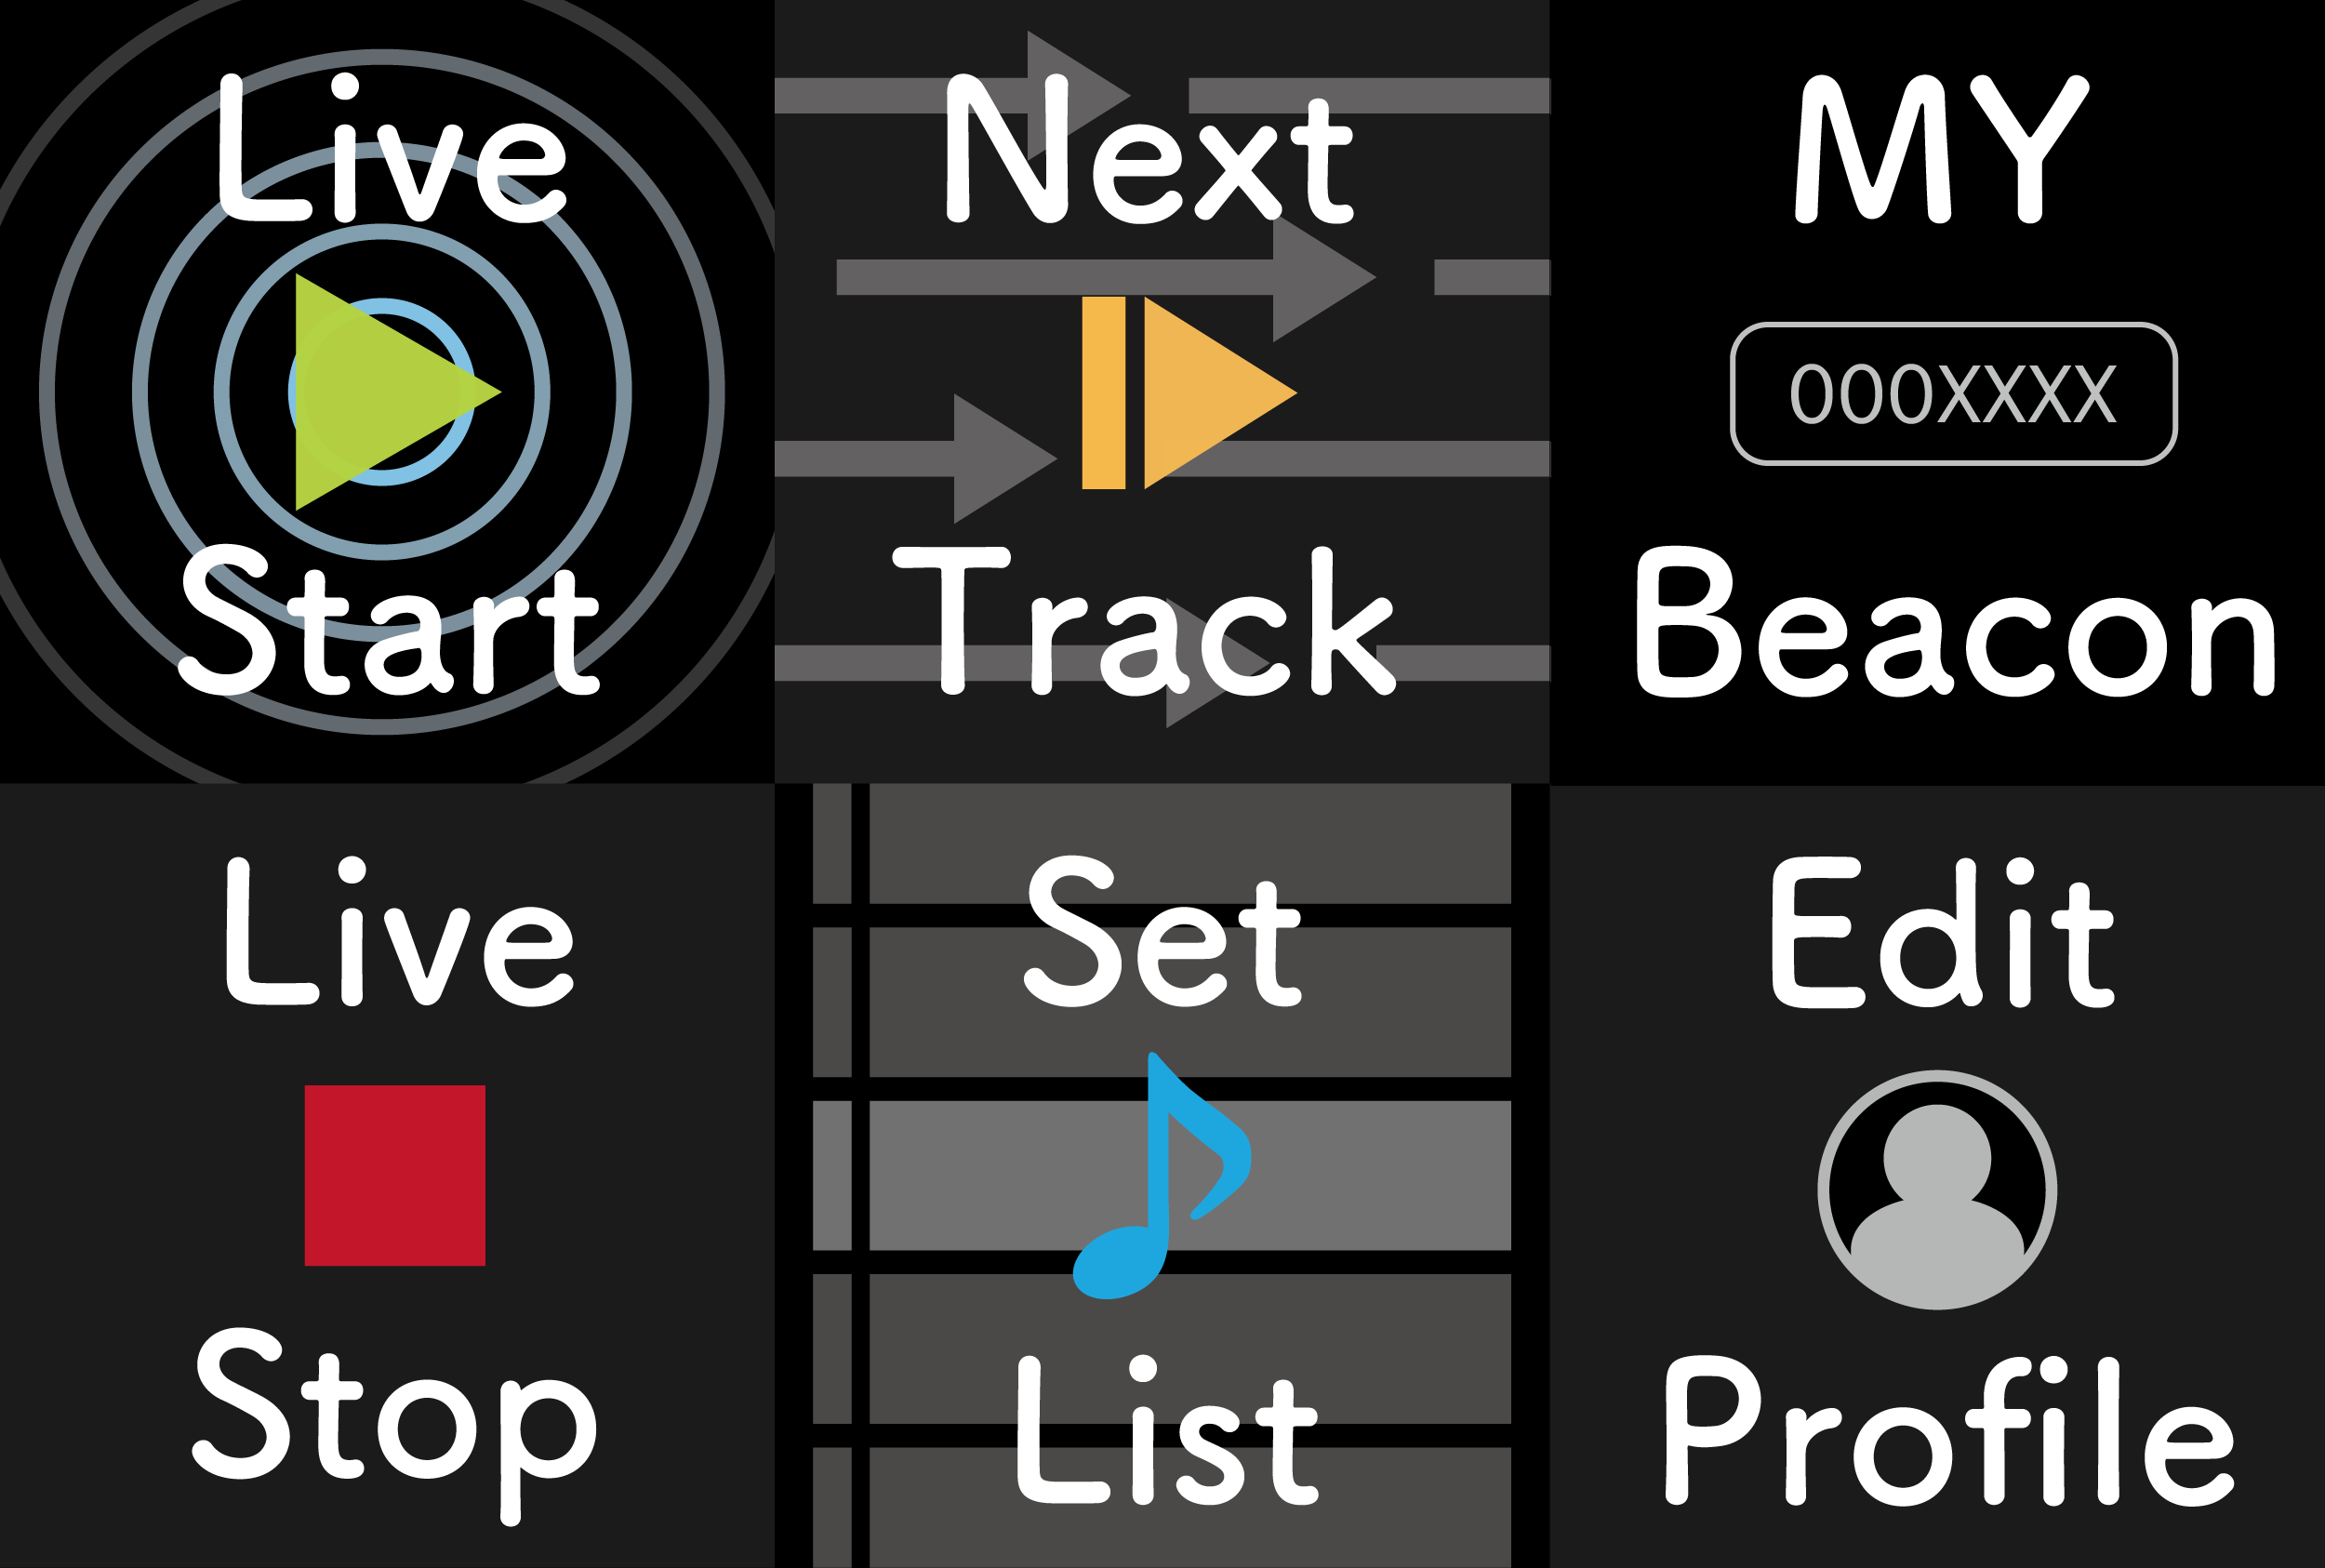 Live
Start
Next
Track
MY
000XXXX
Beacon
Live
Stop
Set
List
Edit
Profile